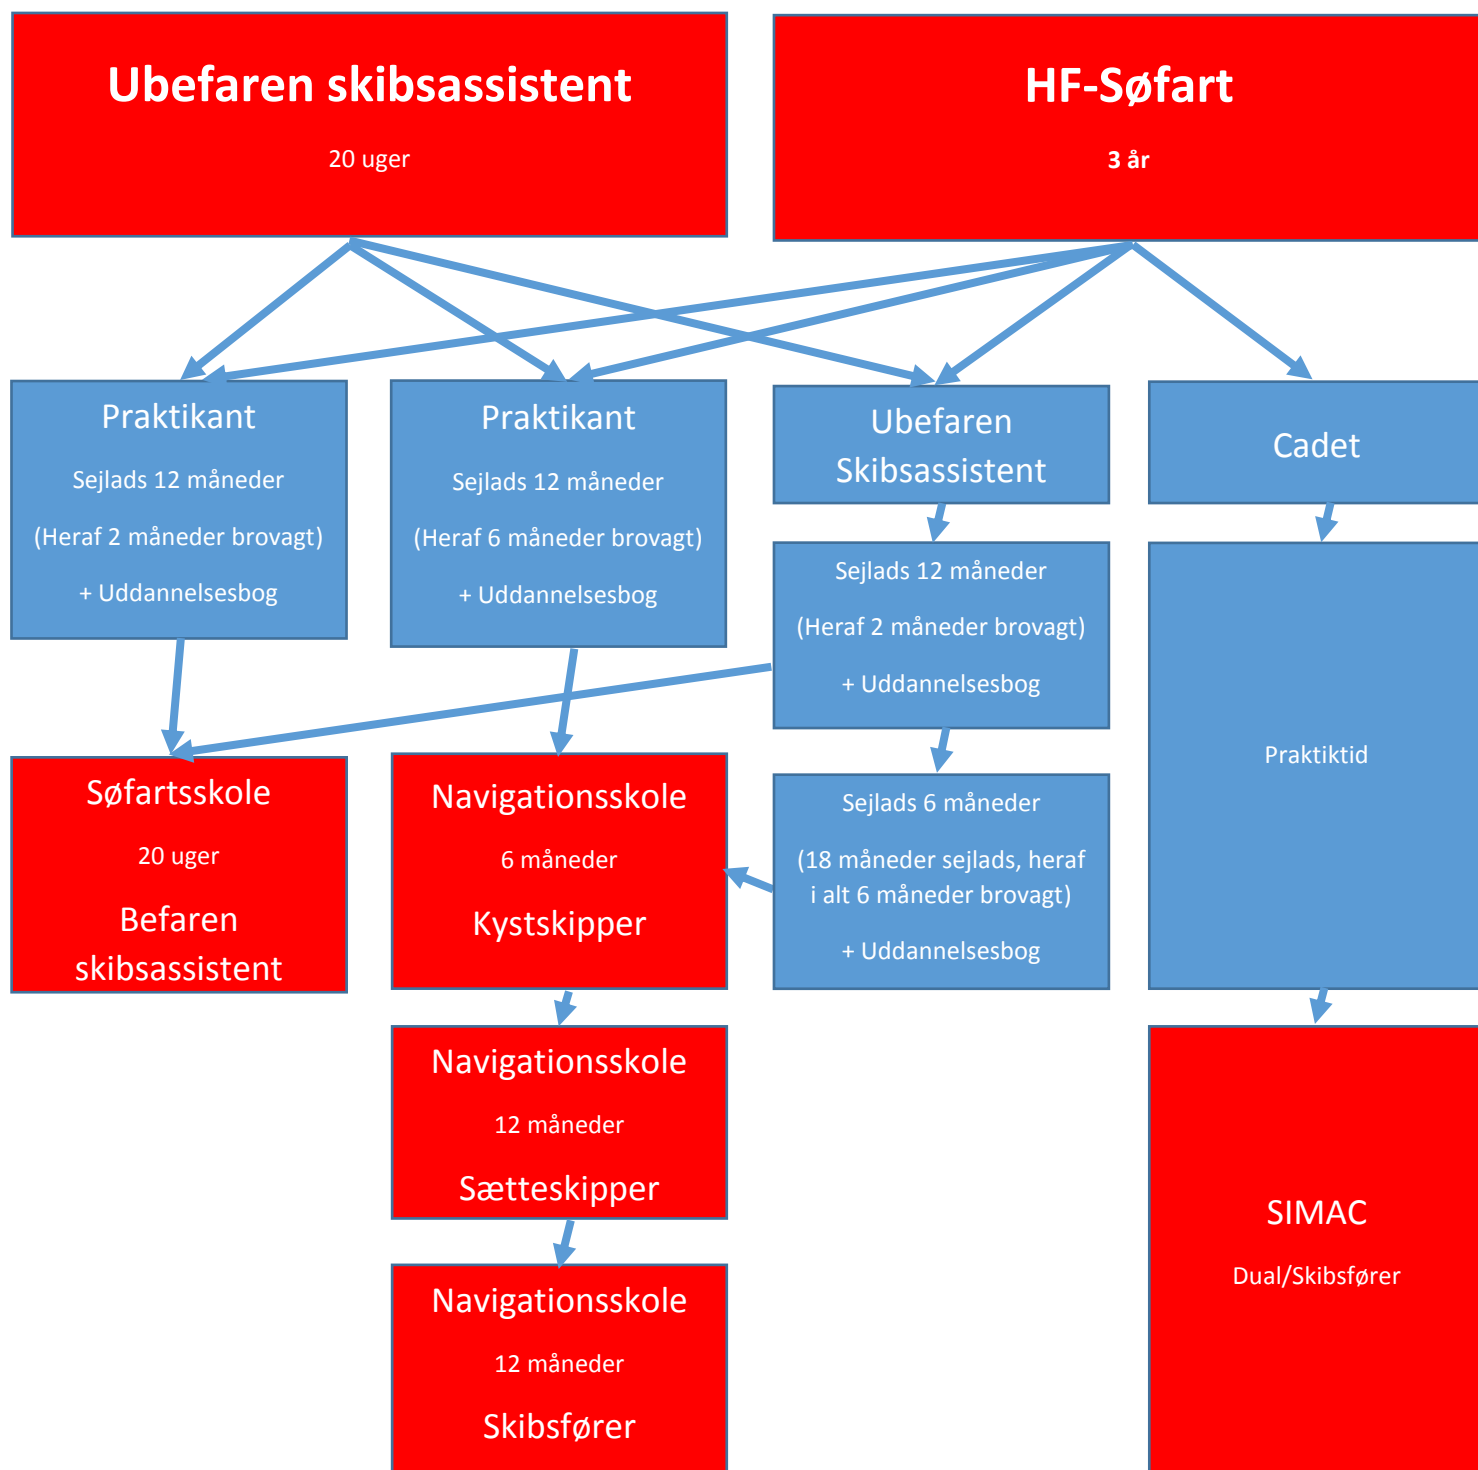 Ubefaren skibsassistent
20 uger
HF-Søfart
3 år
Praktikant
Sejlads 12 måneder
(Heraf 2 måneder brovagt)
+ Uddannelsesbog
Praktikant
Sejlads 12 måneder
(Heraf 6 måneder brovagt)
+ Uddannelsesbog
Ubefaren
Skibsassistent
Cadet
Sejlads 12 måneder
(Heraf 2 måneder brovagt)
+ Uddannelsesbog
Praktiktid
Søfartsskole
20 uger
Befaren
skibsassistent
Navigationsskole
6 måneder
Kystskipper
Sejlads 6 måneder
(18 måneder sejlads, heraf
i alt 6 måneder brovagt)
+ Uddannelsesbog
Navigationsskole
12 måneder
Sætteskipper
SIMAC
Dual/Skibsfører
Navigationsskole
12 måneder
Skibsfører